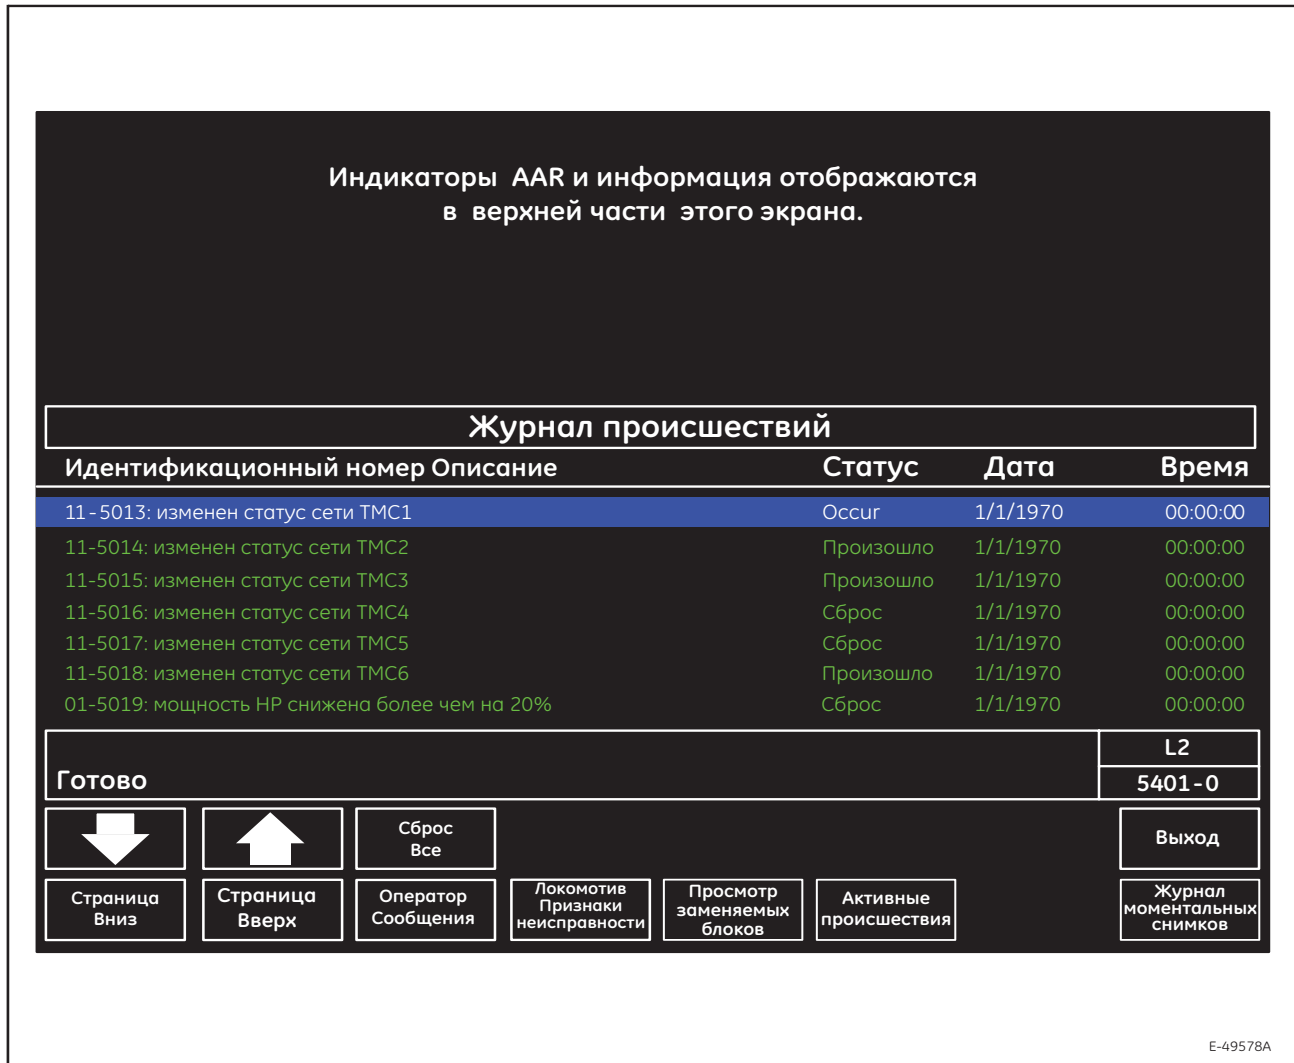 Индикаторы AAR и информация отображаются
в верхней части этого экрана.
Журнал происшествий
Идентификационный номер Описание Статус Дата Время
11-5013: изменен статус сети TMC1 Occur 1/1/1970 00:00:00
11-5014: изменен статус сети TMC2 Произошло 1/1/1970 00:00:00
11-5015: изменен статус сети TMC3 Произошло 1/1/1970 00:00:00
11-5016: изменен статус сети TMC4 Сброс 1/1/1970 00:00:00
11-5017: изменен статус сети TMC5 Сброс 1/1/1970 00:00:00
11-5018: изменен статус сети TMC6 Произошло 1/1/1970 00:00:00
01-5019: мощность HP снижена более чем на 20% Сброс 1/1/1970 00:00:00
L2
Готово
5401-0
Сброс
Все
Выход
Страница
Вниз
Страница
Вверх
Оператор
Сообщения
Локомотив
Признаки
неисправности
Просмотр
заменяемых
блоков
Активные
происшествия
Журнал
моментальных
снимков
E-49578A